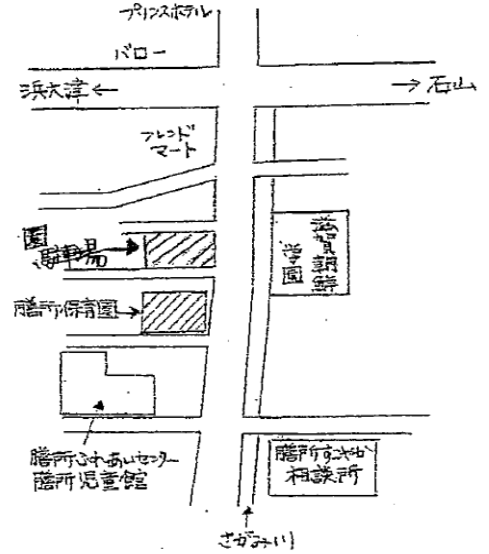 プリンスホテル
バロー
浜大津←
→石山
フレンド
マート
園
駐車場
滋賀朝鮮
学園
膳所保育園
膳所ふれあいセンター
膳所児童館
膳所すこやか
相談所
さがみ川